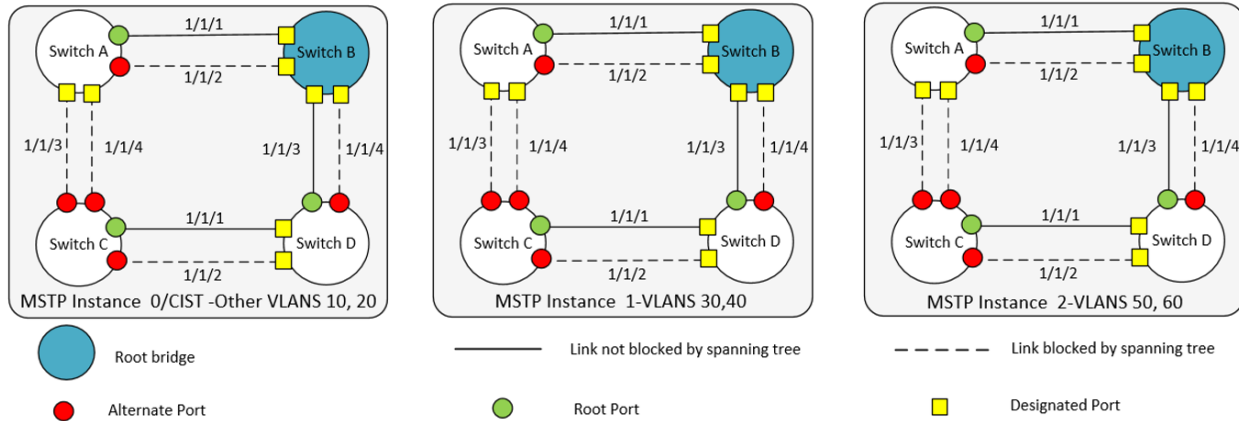 1/1/1
Switch A
Switch B
1/1/2
1/1/3
1/1/4
1/1/3
1/1/4
1/1/1
Switch C
Switch D
1/1/2
MSTP Instance 0/CIST -Other VLANS 10, 20
1/1/1
Switch A
Switch B
1/1/2
1/1/3
1/1/4
1/1/3
1/1/4
1/1/1
Switch C
Switch D
1/1/2
MSTP Instance 1-VLANS 30,40
1/1/1
Switch A
Switch B
1/1/2
1/1/3
1/1/4
1/1/3
1/1/4
1/1/1
Switch C
Switch D
1/1/2
MSTP Instance 2-VLANS 50, 60
Root bridge
Link not blocked by spanning tree
Link blocked by spanning tree
Alternate Port
Root Port
Designated Port